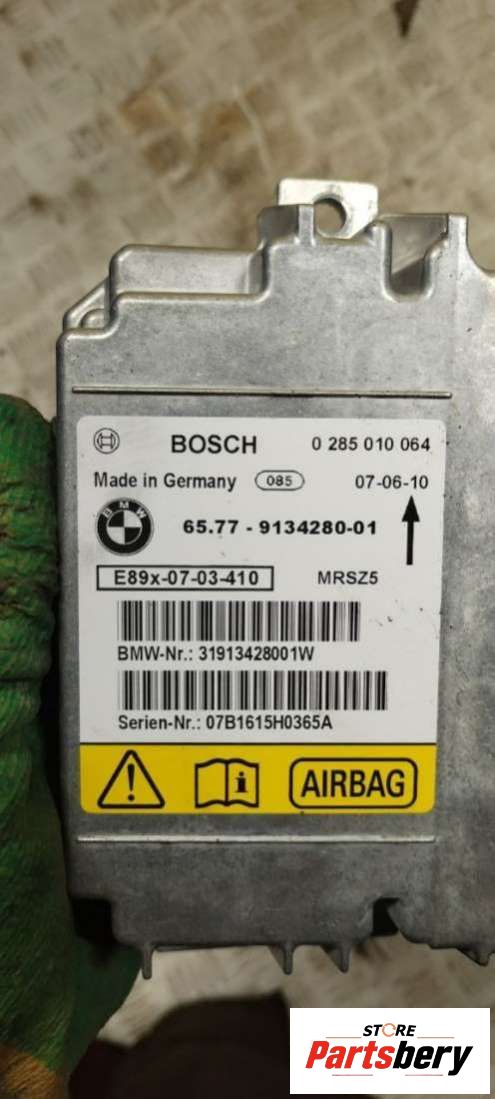 BOSCH 0 285 010 064
Made in Germany 085 07-06-10
BMW 65.77 - 9134280-01
E89x-07-03-410 MRSZ5
BMW-Nr.: 31913428001W
Serien-Nr.: 07B1615H0365A
i AIRBAG
STORE
Partsbery